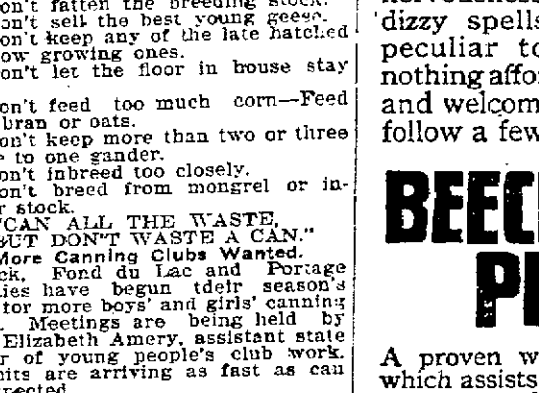 on't fatten the breeding stock.
on't sell the best young geese.
on't keep any of the late hatched
ow growing ones.
on't let the floor in house stay
on't feed too much corn—Feed
bran or oats.
on't keep more than two or three
e to one gander.
on't inbreed too closely.
on't breed from mongrel or in-
r stock.
"CAN ALL THE WASTE,
BUT DON'T WASTE A CAN."
More Canning Clubs Wanted.
ck, Fond du Lac and Portage
ies have begun tdeir season's
for more boys' and girls' canning
. Meetings are being held by
Elizabeth Amery, assistant state
r of young people's club work.
nits are arriving as fast as can
rected.
dizzy spells
peculiar to
nothing affor
and welcom
follow a few
BEEC
P
A proven w
which assists